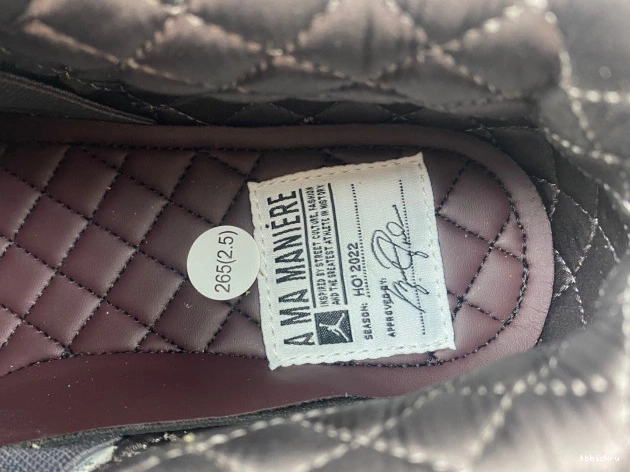 265(2.5)
A MA MANIÉRE
INSPIRED BY STREET CULTURE, FASHION
AND THE GREATEST ATHLETE IN HISTORY
SEASON: HO' 2022
APPROVED BY: